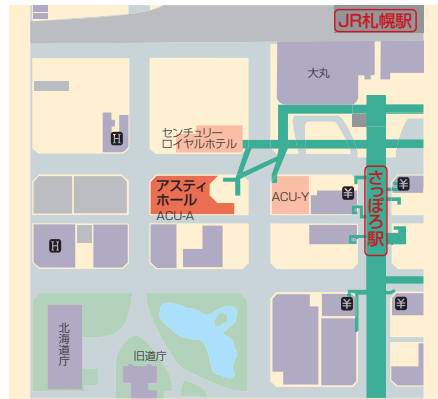 JR札幌駅
大丸
センチュリー
ロイヤルホテル
H
アスティ
ホール
ACU-A
ACU-Y
さっぽろ駅
H
北海道庁
旧道庁